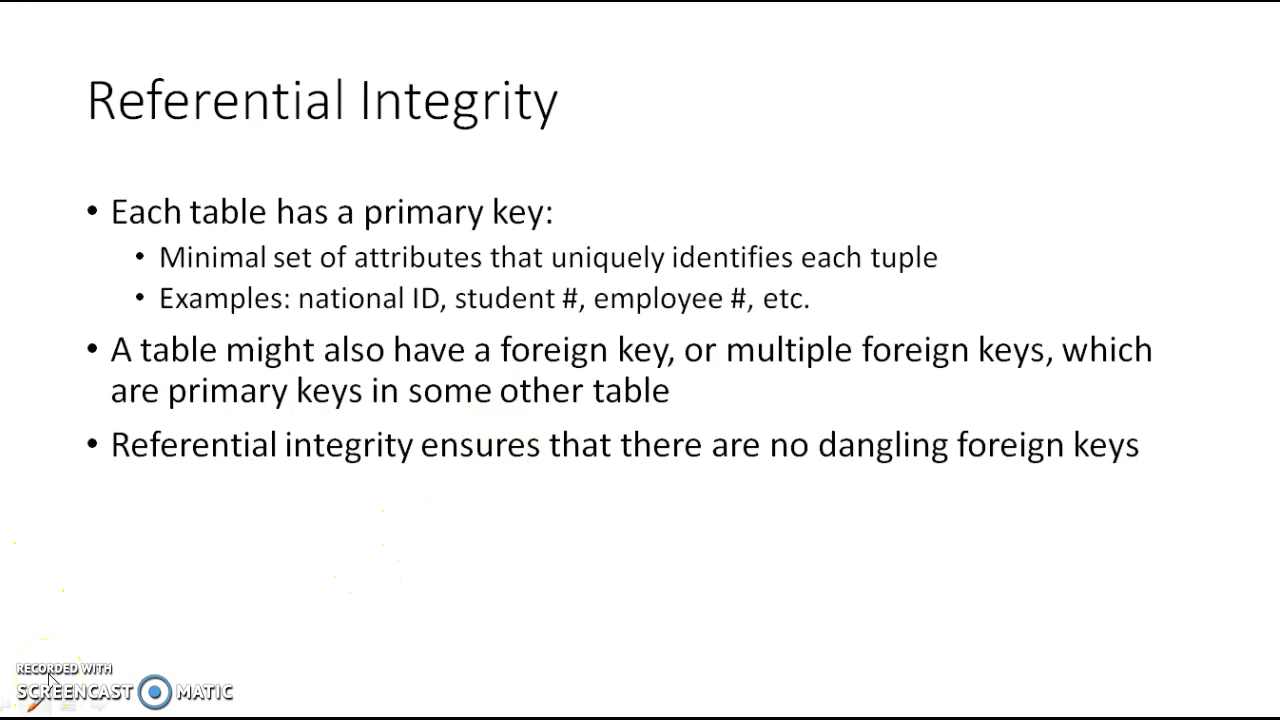 Referential Integrity
• Each table has a primary key:
• Minimal set of attributes that uniquely identifies each tuple
• Examples: national ID, student #, employee #, etc.
• A table might also have a foreign key, or multiple foreign keys, which
are primary keys in some other table
• Referential integrity ensures that there are no dangling foreign keys
RECORDED WITH
SCREENCAST MATIC